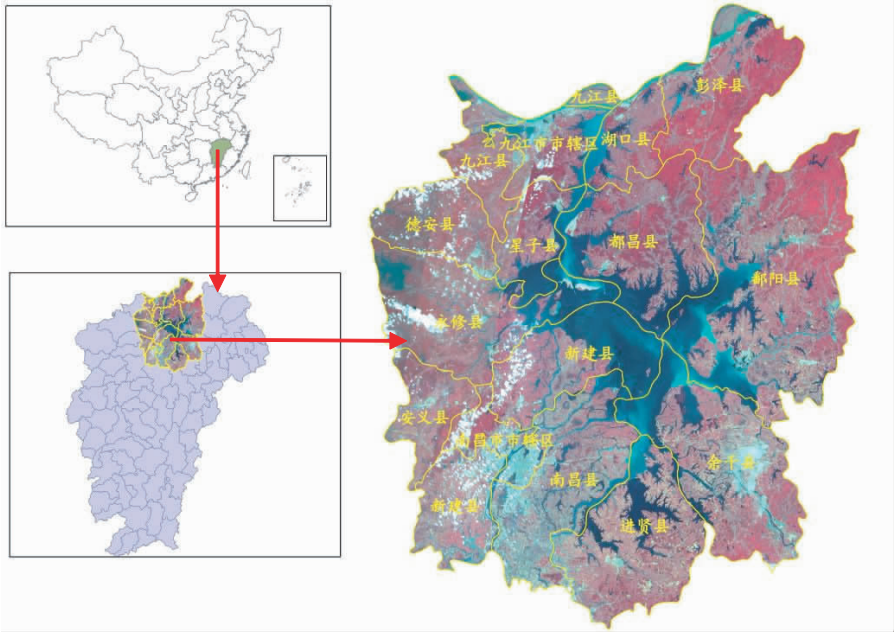 彭泽县
九江县
湖口县
九江市市辖区
九江县
德安县
星子县
都昌县
鄱阳县
永修县
新建县
安义县
南昌市市辖区
余干县
南昌县
新建县
进贤县